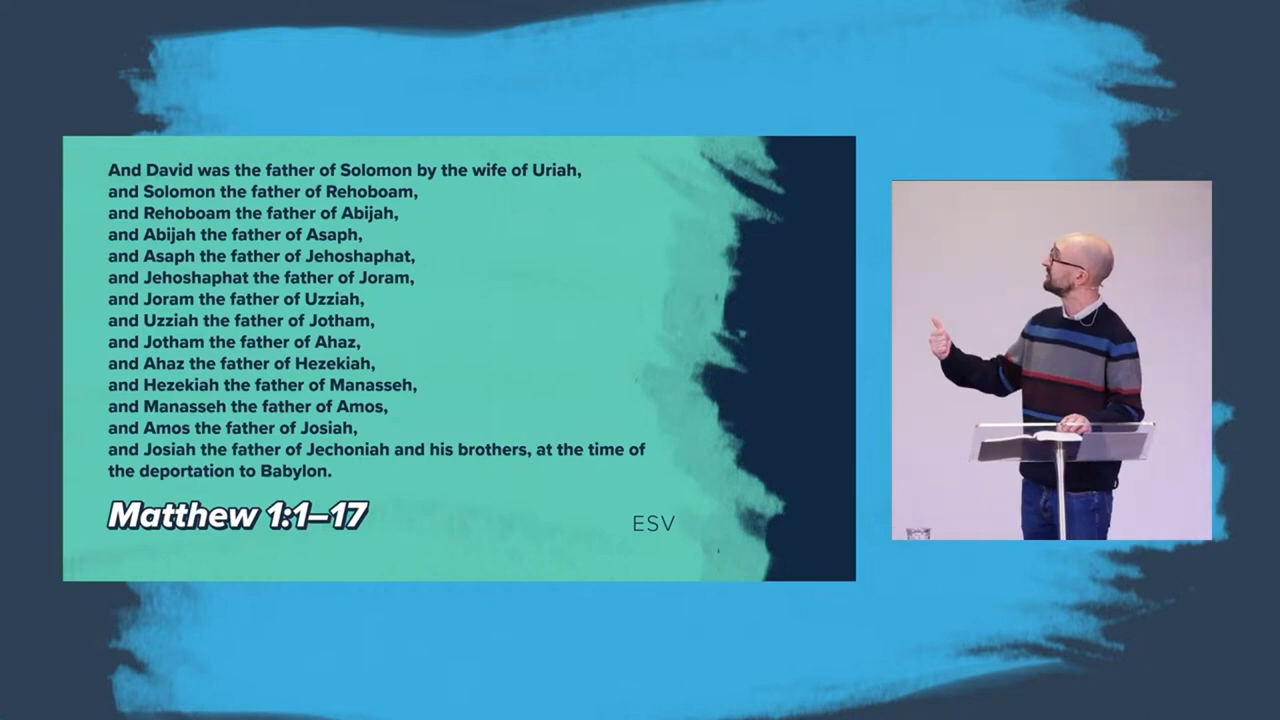 And David was the father of Solomon by the wife of Uriah,
and Solomon the father of Rehoboam,
and Rehoboam the father of Abijah,
and Abijah the father of Asaph,
and Asaph the father of Jehoshaphat,
and Jehoshaphat the father of Joram,
and Joram the father of Uzziah,
and Uzziah the father of Jotham,
and Jotham the father of Ahaz,
and Ahaz the father of Hezekiah,
and Hezekiah the father of Manasseh,
and Manasseh the father of Amos,
and Amos the father of Josiah,
and Josiah the father of Jechoniah and his brothers, at the time of
the deportation to Babylon.
Matthew 1:1–17
ESV